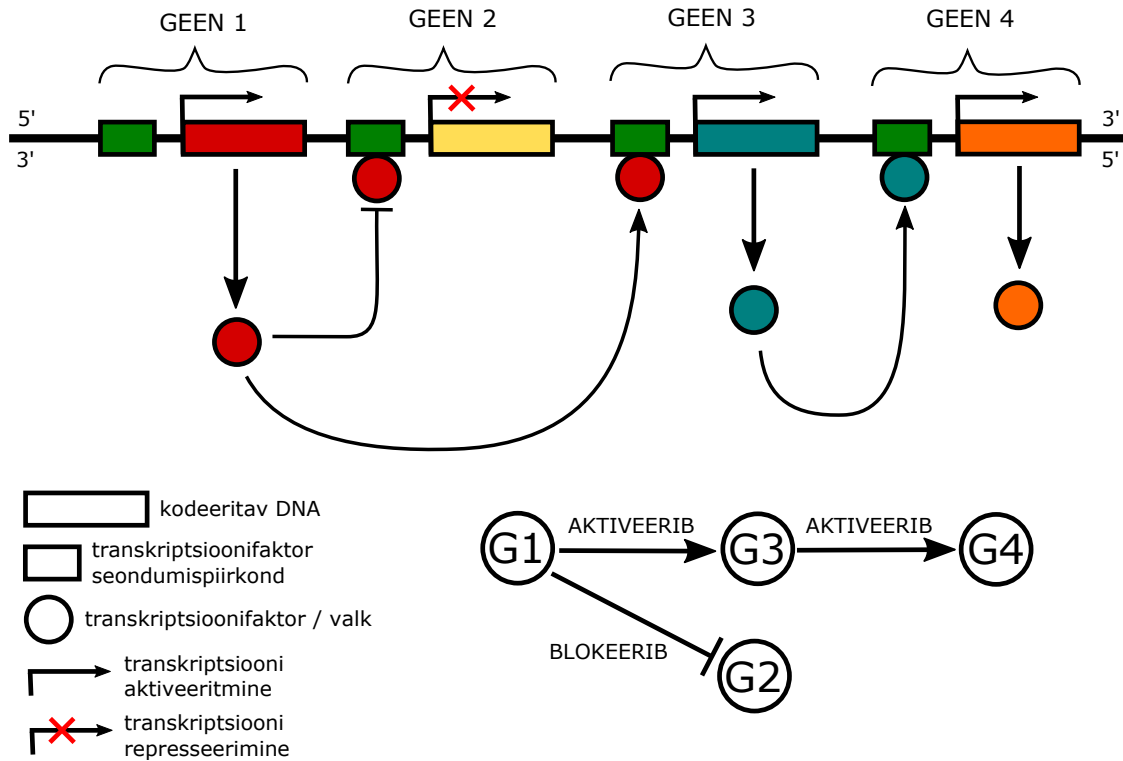 GEEN 1
GEEN 2
GEEN 3
GEEN 4
5'
3'
3'
5'
kodeeritav DNA
transkriptsioonifaktor
seondumispiirkond
transkriptsioonifaktor / valk
transkriptsiooni
aktiveeritmine
transkriptsiooni
represseerimine
G1
AKTIVEERIB
G3
AKTIVEERIB
G4
BLOKEERIB
G2